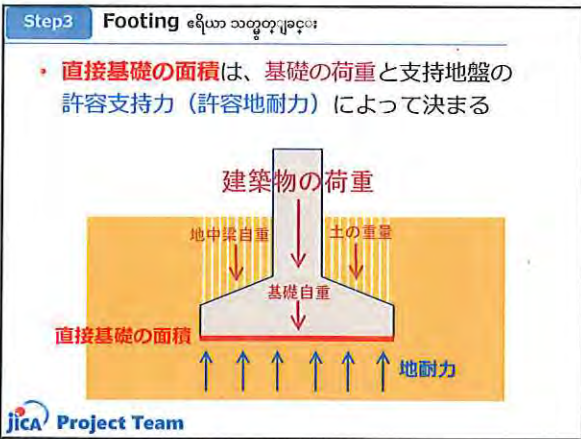 Step3 Footing ဧရိယာ သတ္မွတ္ျခင္း
・直接基礎の面積は、基礎の荷重と支持地盤の
許容支持力（許容地耐力）によって決まる
建築物の荷重
地中梁自重
土の重量
基礎自重
直接基礎の面積
地耐力
jICA Project Team